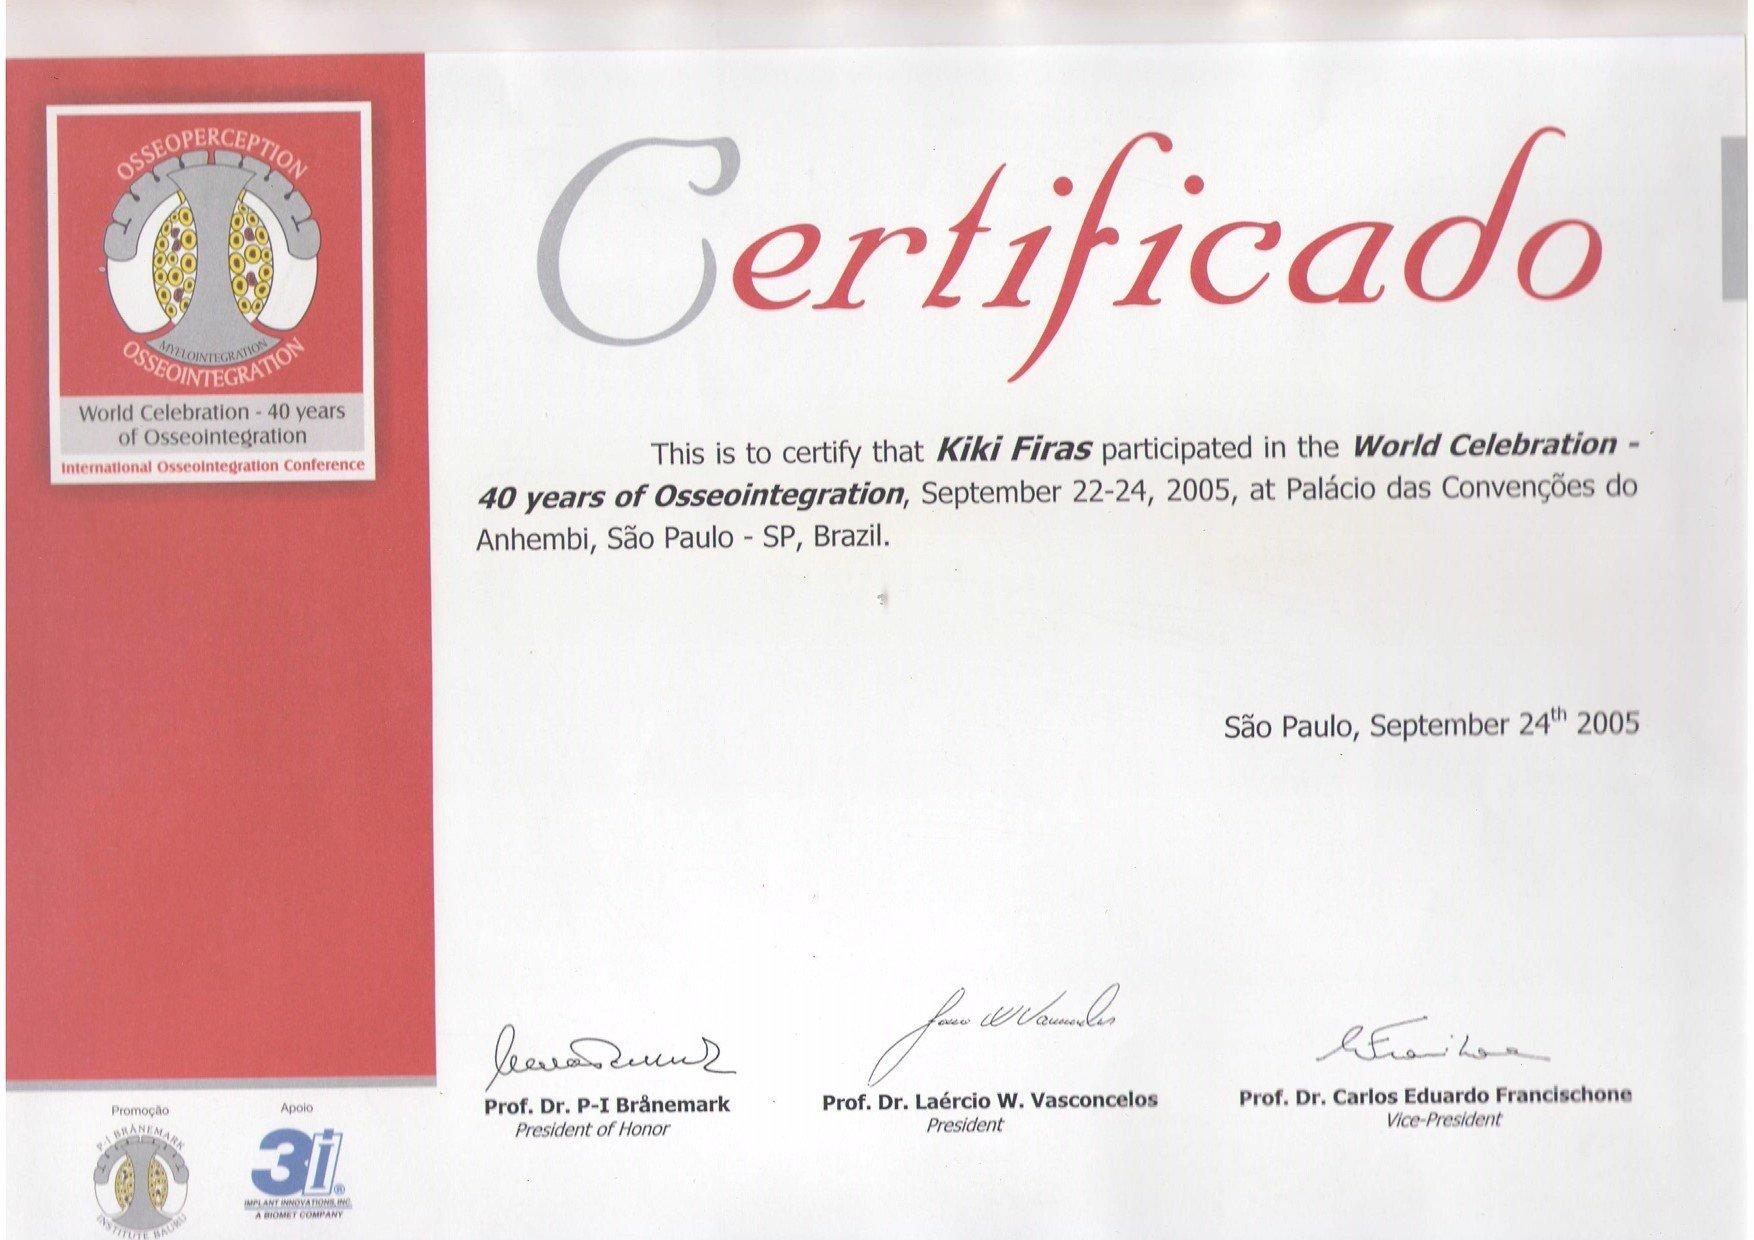 OSSEOPERCEPTION
MYELOINTEGRATION
OSSEOINTEGRATION
World Celebration - 40 years
of Osseointegration
International Osseointegration Conference
Certificado
This is to certify that Kiki Firas participated in the World Celebration -
40 years of Osseointegration, September 22-24, 2005, at Palácio das Convenções do
Anhembi, São Paulo - SP, Brazil.
São Paulo, September 24th 2005
Prof. Dr. P-I Brånemark
President of Honor
Prof. Dr. Laércio W. Vasconcelos
President
Prof. Dr. Carlos Eduardo Francischone
Vice-President
Promoção
P-I BRÅNEMARK
INSTITUTE BAURU
Apoio
3i®
IMPLANT INNOVATIONS, INC.
A BIOMET COMPANY